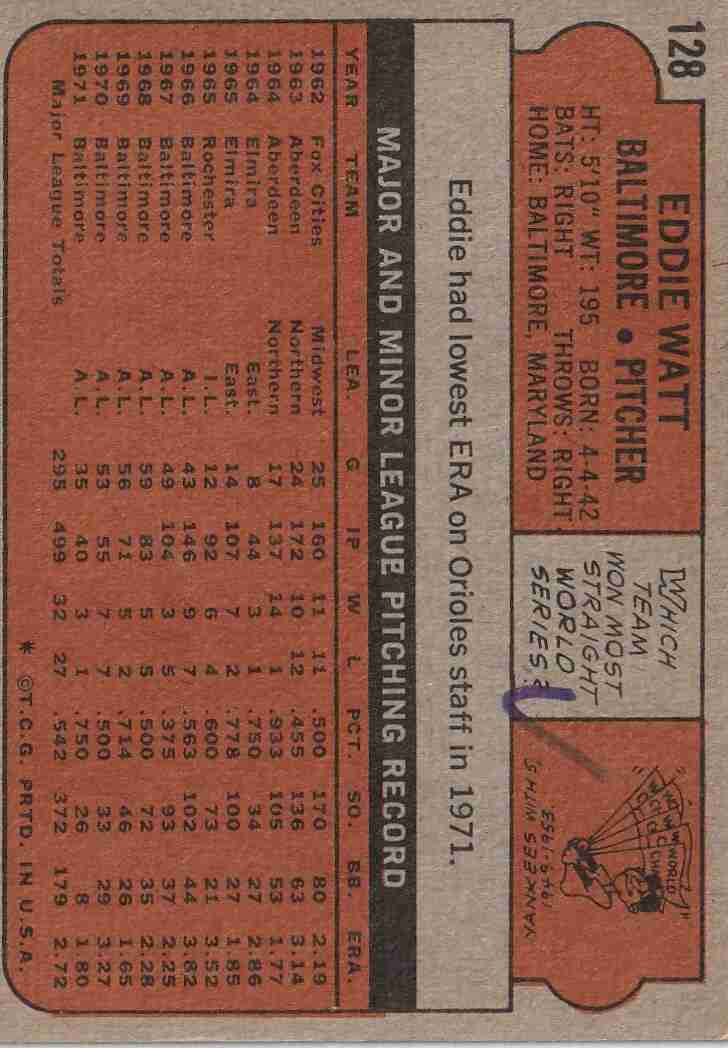 128
EDDIE WATT
BALTIMORE • PITCHER
HT: 5'10" WT: 195 BORN: 4-4-42
BATS: RIGHT THROWS: RIGHT
HOME: BALTIMORE, MARYLAND
WHICH
TEAM
WON MOST
STRAIGHT
WORLD
SERIES?
YANKEES WITH 5,
1949-1953
Eddie had lowest ERA on Orioles staff in 1971.
MAJOR AND MINOR LEAGUE PITCHING RECORD
YEAR TEAM LEA. G IP W L PCT. SO. BB. ERA.
1962 Fox Cities Midwest 25 160 11 11 .500 170 80 2.19
1963 Aberdeen Northern 24 172 10 12 .455 136 63 3.14
1964 Aberdeen Northern 17 137 14 1 .933 105 53 1.77
1964 Elmira East. 8 44 3 1 .750 34 27 2.86
1965 Elmira East. 14 107 7 2 .778 100 27 1.85
1965 Rochester I.L. 12 92 6 4 .600 73 21 3.52
1966 Baltimore A.L. 43 146 9 7 .563 102 44 3.82
1967 Baltimore A.L. 49 104 3 5 .375 93 37 2.25
1968 Baltimore A.L. 59 83 5 5 .500 72 35 2.28
1969 Baltimore A.L. 56 71 5 2 .714 46 26 1.65
1970 Baltimore A.L. 53 55 7 7 .500 33 29 3.27
1971 Baltimore A.L. 35 40 3 1 .750 26 8 1.80
Major League Totals 295 499 32 27 .542 372 179 2.72
* ©T.C.G. PRTD. IN U.S.A.